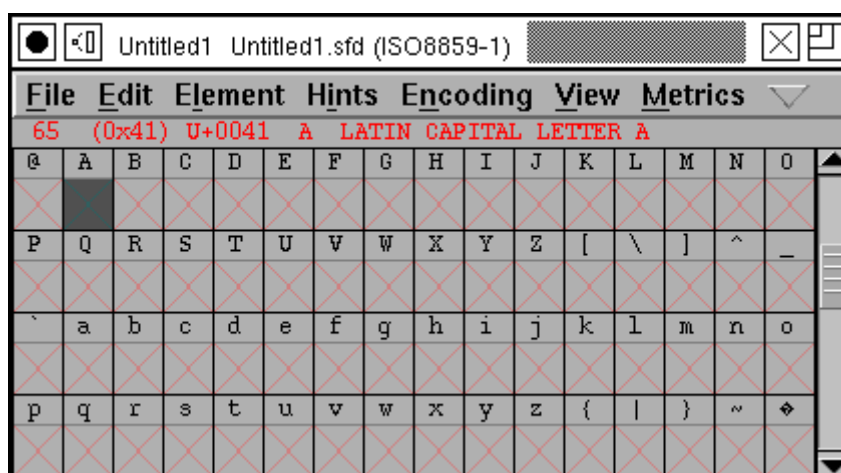 Untitled1 Untitled1.sfd (ISO8859-1)
File Edit Element Hints Encoding View Metrics
65 (0x41) U+0041 A LATIN CAPITAL LETTER A
@ A B C D E F G H I J K L M N O
P Q R S T U V W X Y Z [ \ ] ^ _
` a b c d e f g h i j k l m n o
p q r s t u v w x y z { | } ~ �